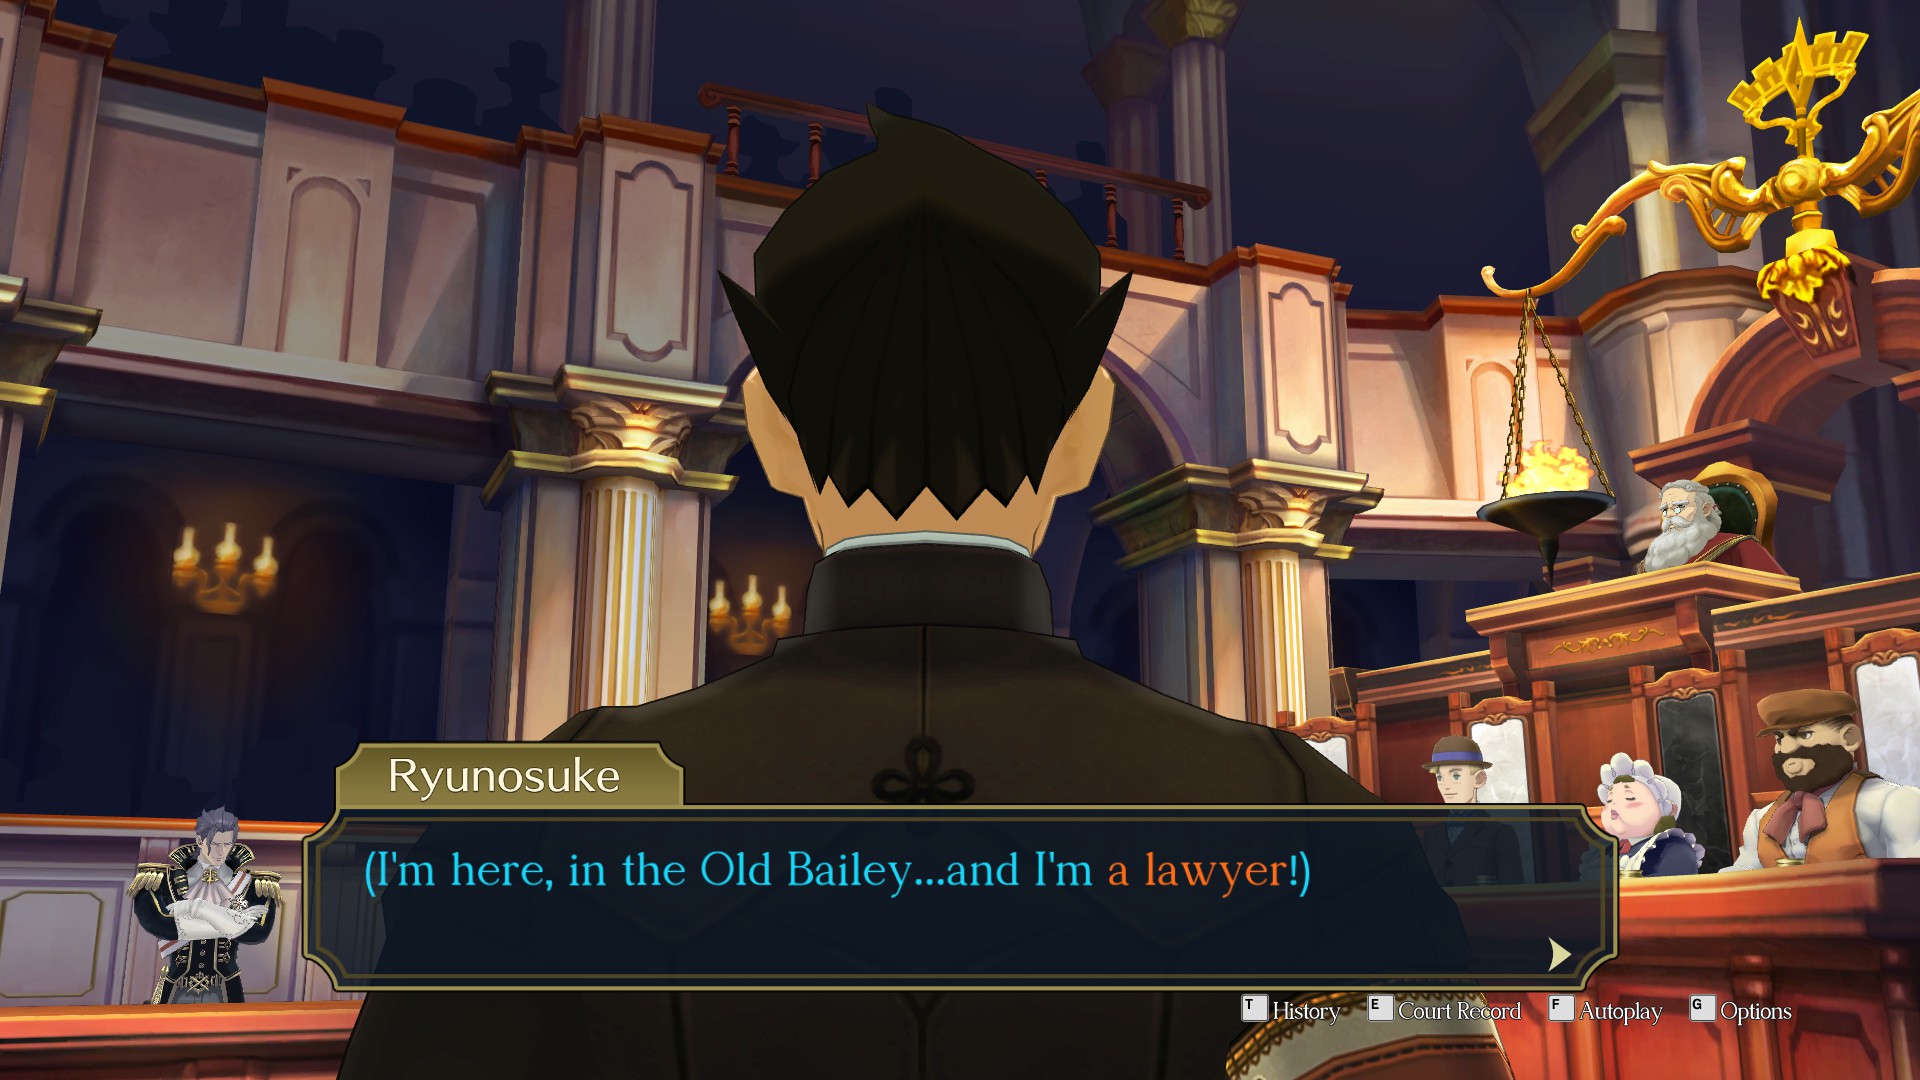 Ryunosuke
(I'm here, in the Old Bailey...and I'm a lawyer!)
T History E Court Record F Autoplay G Options